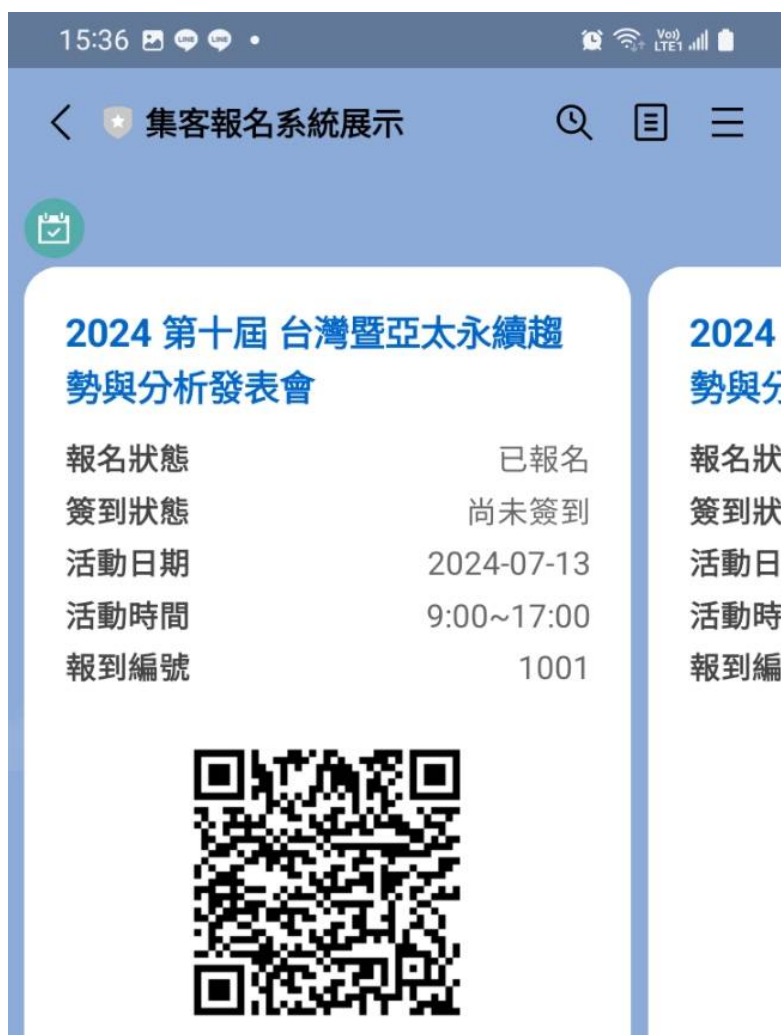 15:36
LINE LINE
Vo)) LTE1
集客報名系統展示
2024 第十屆 台灣暨亞太永續趨
勢與分析發表會
報名狀態 已報名
簽到狀態 尚未簽到
活動日期 2024-07-13
活動時間 9:00~17:00
報到編號 1001
2024
勢與分
報名狀
簽到狀
活動日
活動時
報到編